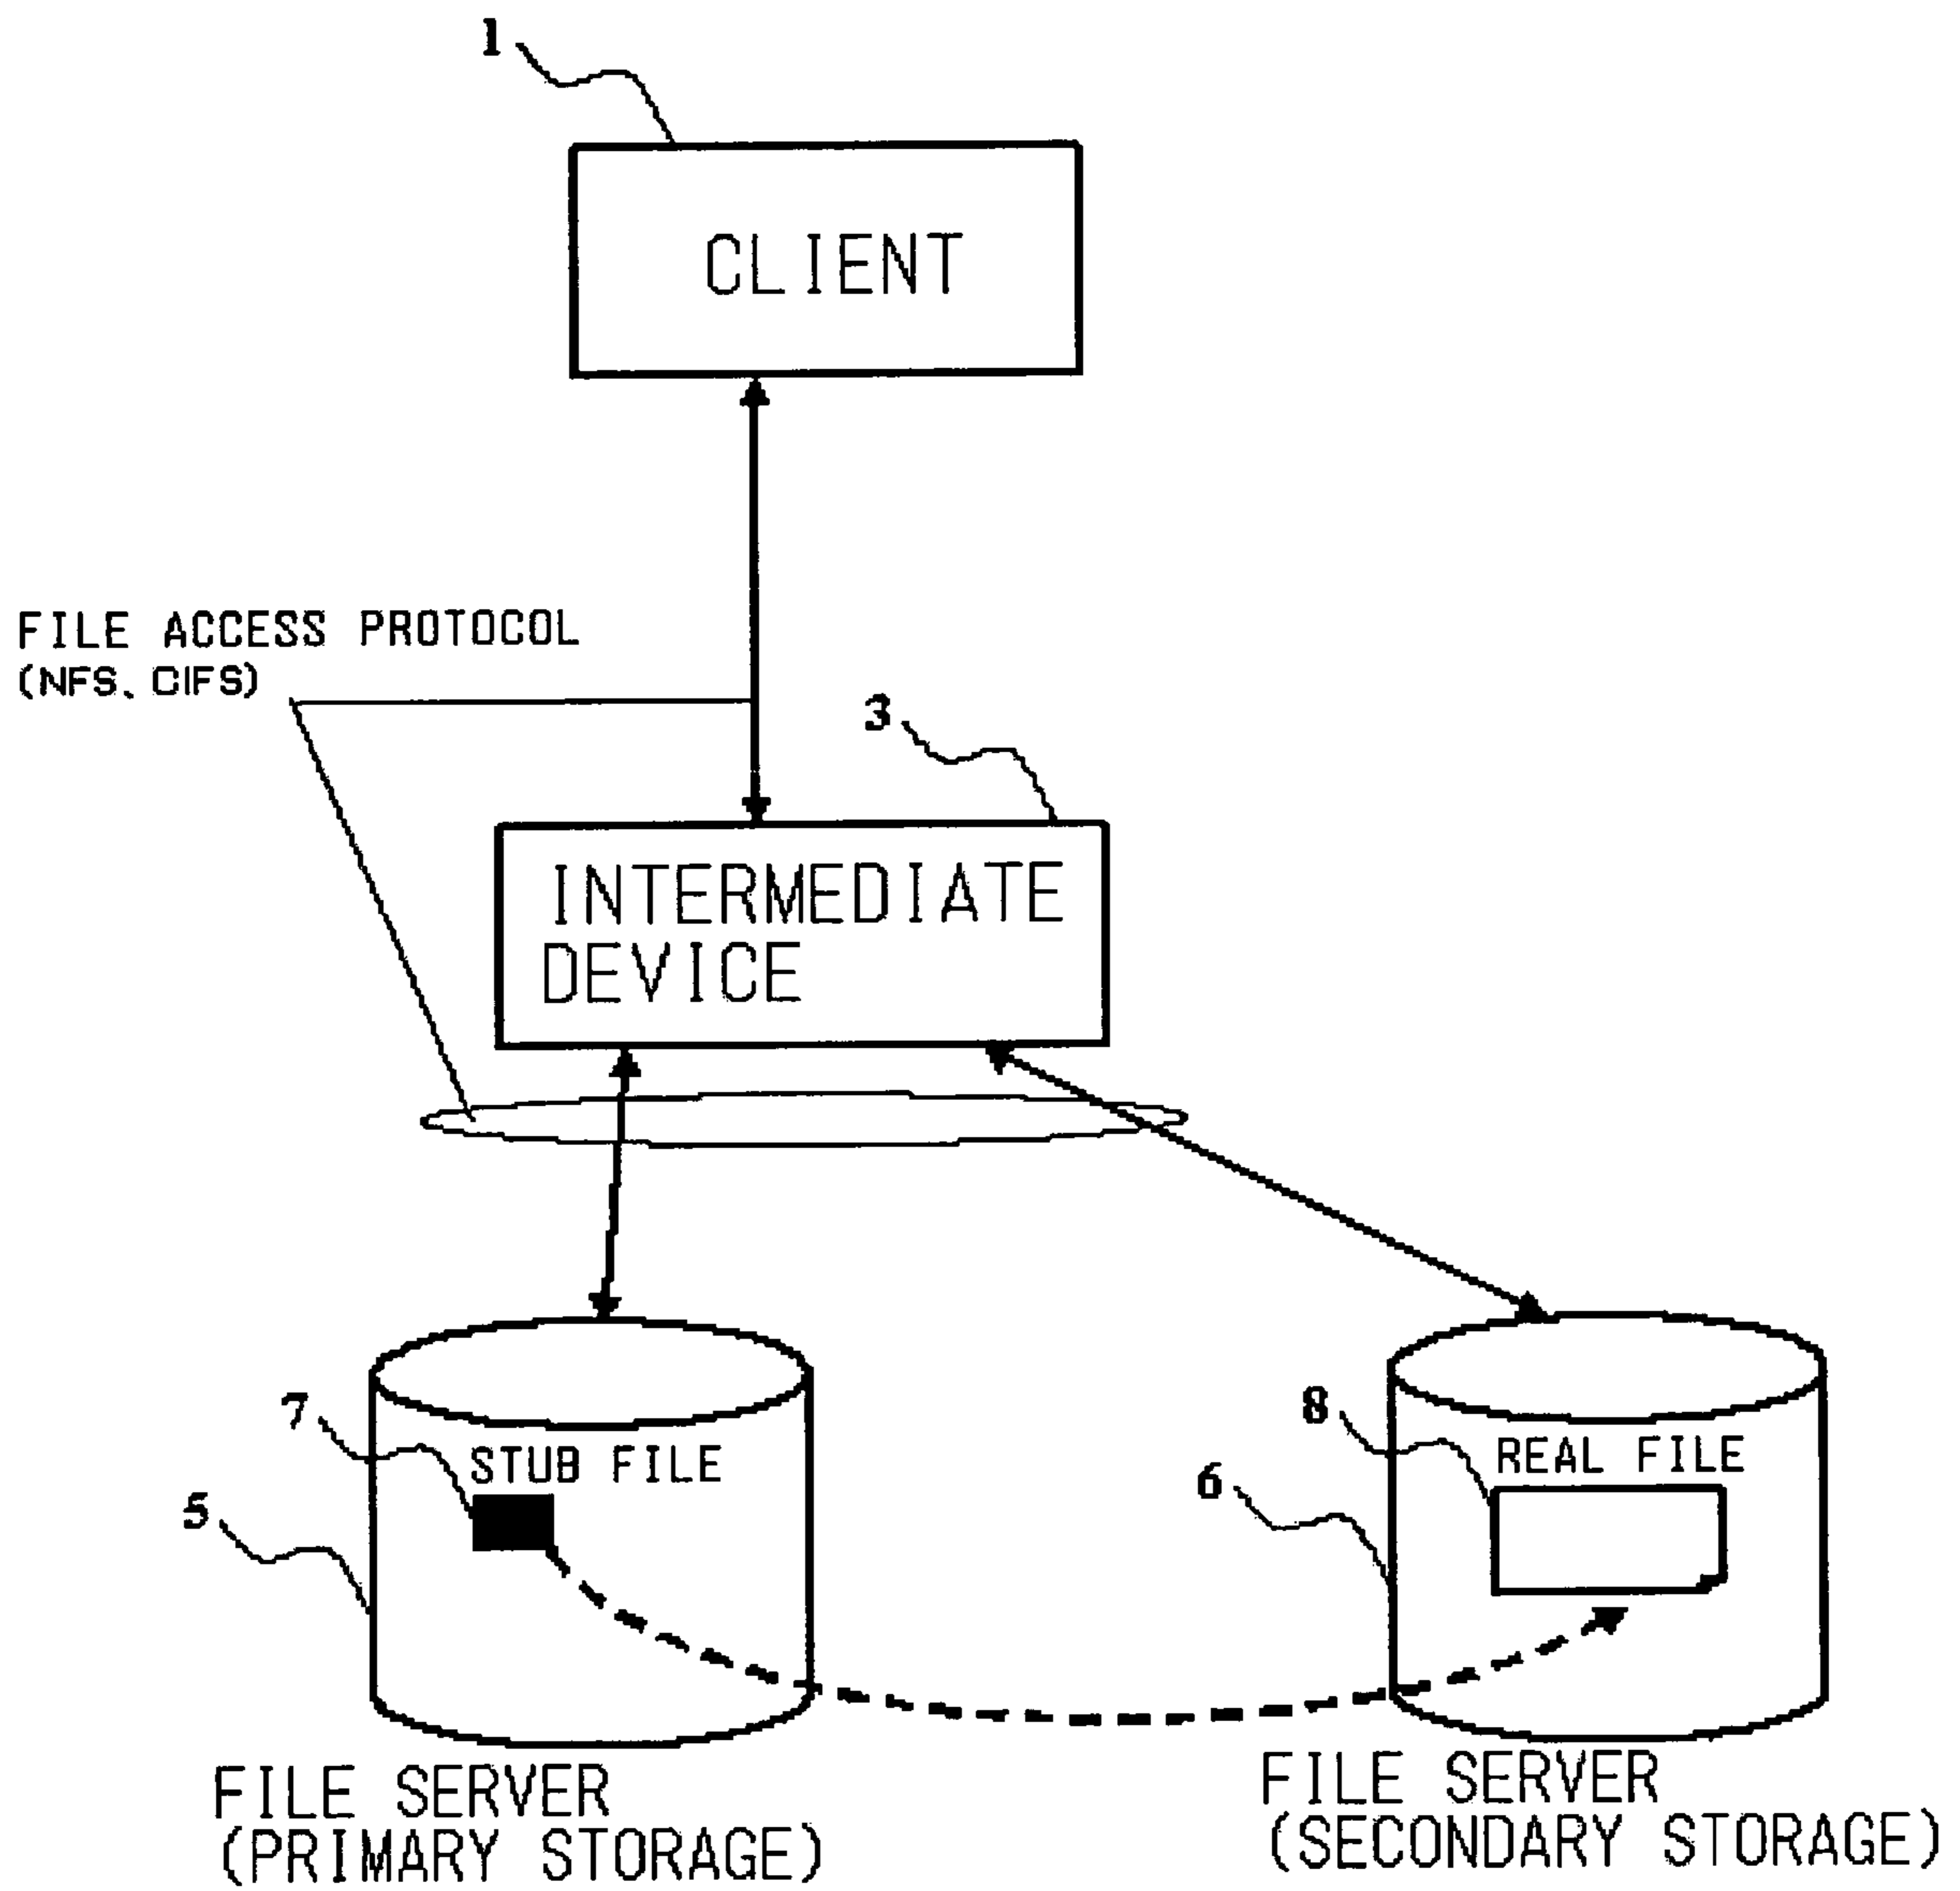 1
CLIENT
FILE ACCESS PROTOCOL
(NFS, CIFS)
3
INTERMEDIATE
DEVICE
7
STUB FILE
5
8
REAL FILE
6
FILE SERVER
(PRIMARY STORAGE)
FILE SERVER
(SECONDARY STORAGE)